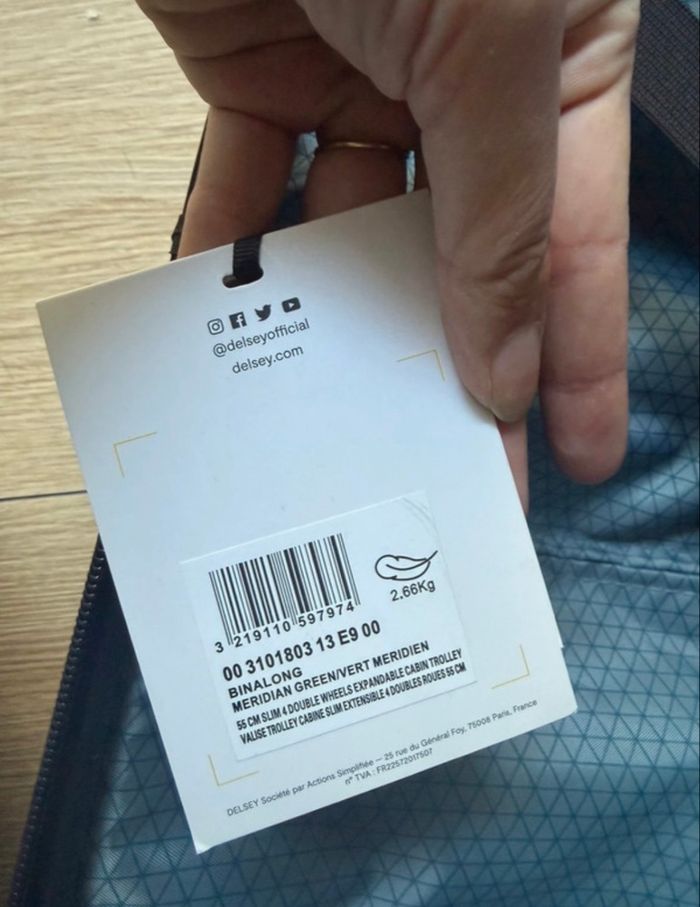 @delseyofficial
delsey.com
3 219110 597974
2.66Kg
00 3101803 13 E9 00
BINALONG
MERIDIAN GREEN/VERT MERIDIEN
55 CM SLIM 4 DOUBLE WHEELS EXPANDABLE CABIN TROLLEY
VALISE TROLLEY CABINE SLIM EXTENSIBLE 4 DOUBLES ROUES 55 CM
DELSEY Société par Actions Simplifiée — 25 rue du Général Foy, 75008 Paris, France
n° TVA : FR22572017507